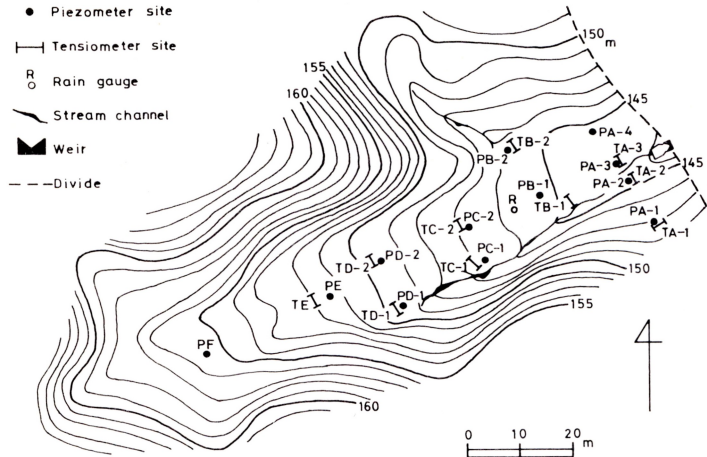 Piezometer site
Tensiometer site
R
Rain gauge
Stream channel
Weir
Divide
150
m
155
160
145
TB-2
PB-2
PA-4
TA-3
PA-3
145
TA-2
PA-2
PB-1
R
TB-1
PA-1
TA-1
PC-2
TC-2
PC-1
TC-1
150
PD-2
TD-2
PE
TE
PD-1
TD-1
155
PF
160
0 10 20
m